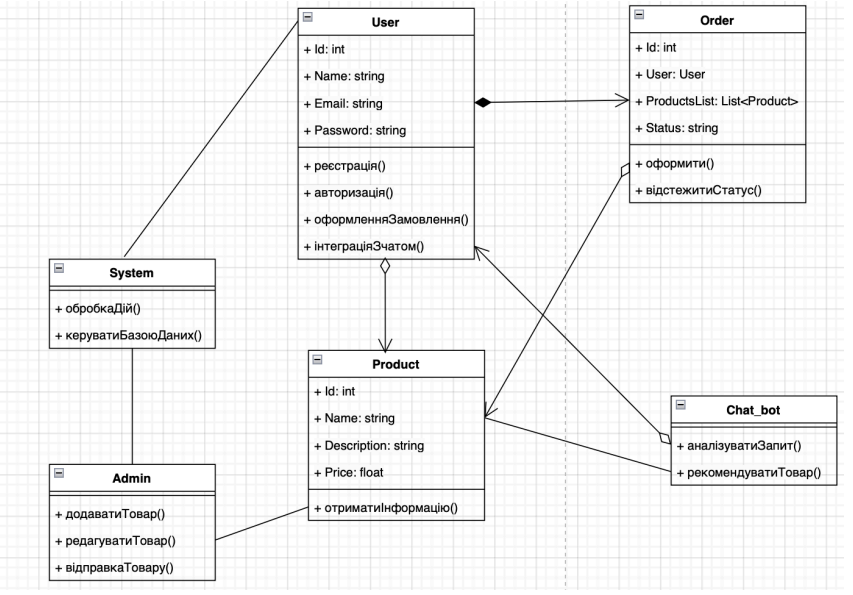 User
+ Id: int
+ Name: string
+ Email: string
+ Password: string
+ реєстрація()
+ авторизація()
+ оформленняЗамовлення()
+ інтеграціяЗчатом()
Order
+ Id: int
+ User: User
+ ProductsList: List<Product>
+ Status: string
+ оформити()
+ відстежитиСтатус()
System
+ обробкаДій()
+ керуватиБазоюДаних()
Product
+ Id: int
+ Name: string
+ Description: string
+ Price: float
+ отриматиІнформацію()
Chat_bot
+ аналізуватиЗапит()
+ рекомендуватиТовар()
Admin
+ додаватиТовар()
+ редагуватиТовар()
+ відправкаТовару()